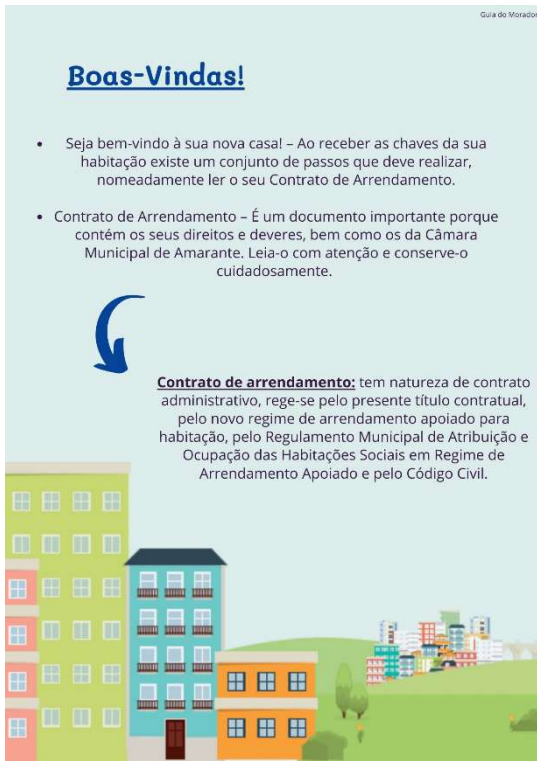 Guia do Morador
Boas-Vindas!
• Seja bem-vindo à sua nova casa! – Ao receber as chaves da sua
habitação existe um conjunto de passos que deve realizar,
nomeadamente ler o seu Contrato de Arrendamento.
• Contrato de Arrendamento – É um documento importante porque
contém os seus direitos e deveres, bem como os da Câmara
Municipal de Amarante. Leia-o com atenção e conserve-o
cuidadosamente.
Contrato de arrendamento: tem natureza de contrato
administrativo, rege-se pelo presente título contratual,
pelo novo regime de arrendamento apoiado para
habitação, pelo Regulamento Municipal de Atribuição e
Ocupação das Habitações Sociais em Regime de
Arrendamento Apoiado e pelo Código Civil.